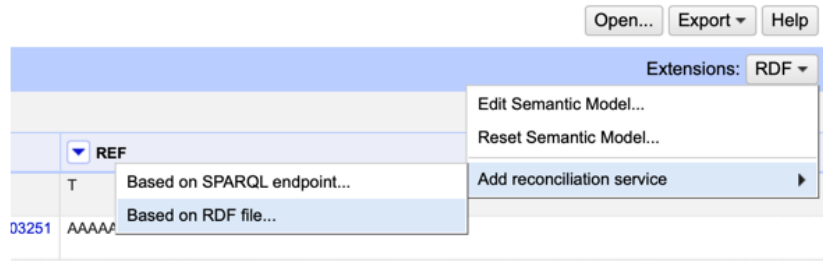 Open... Export Help
Extensions: RDF
Edit Semantic Model...
Reset Semantic Model...
REF
Add reconciliation service
T
Based on SPARQL endpoint...
Based on RDF file...
03251 AAAAA